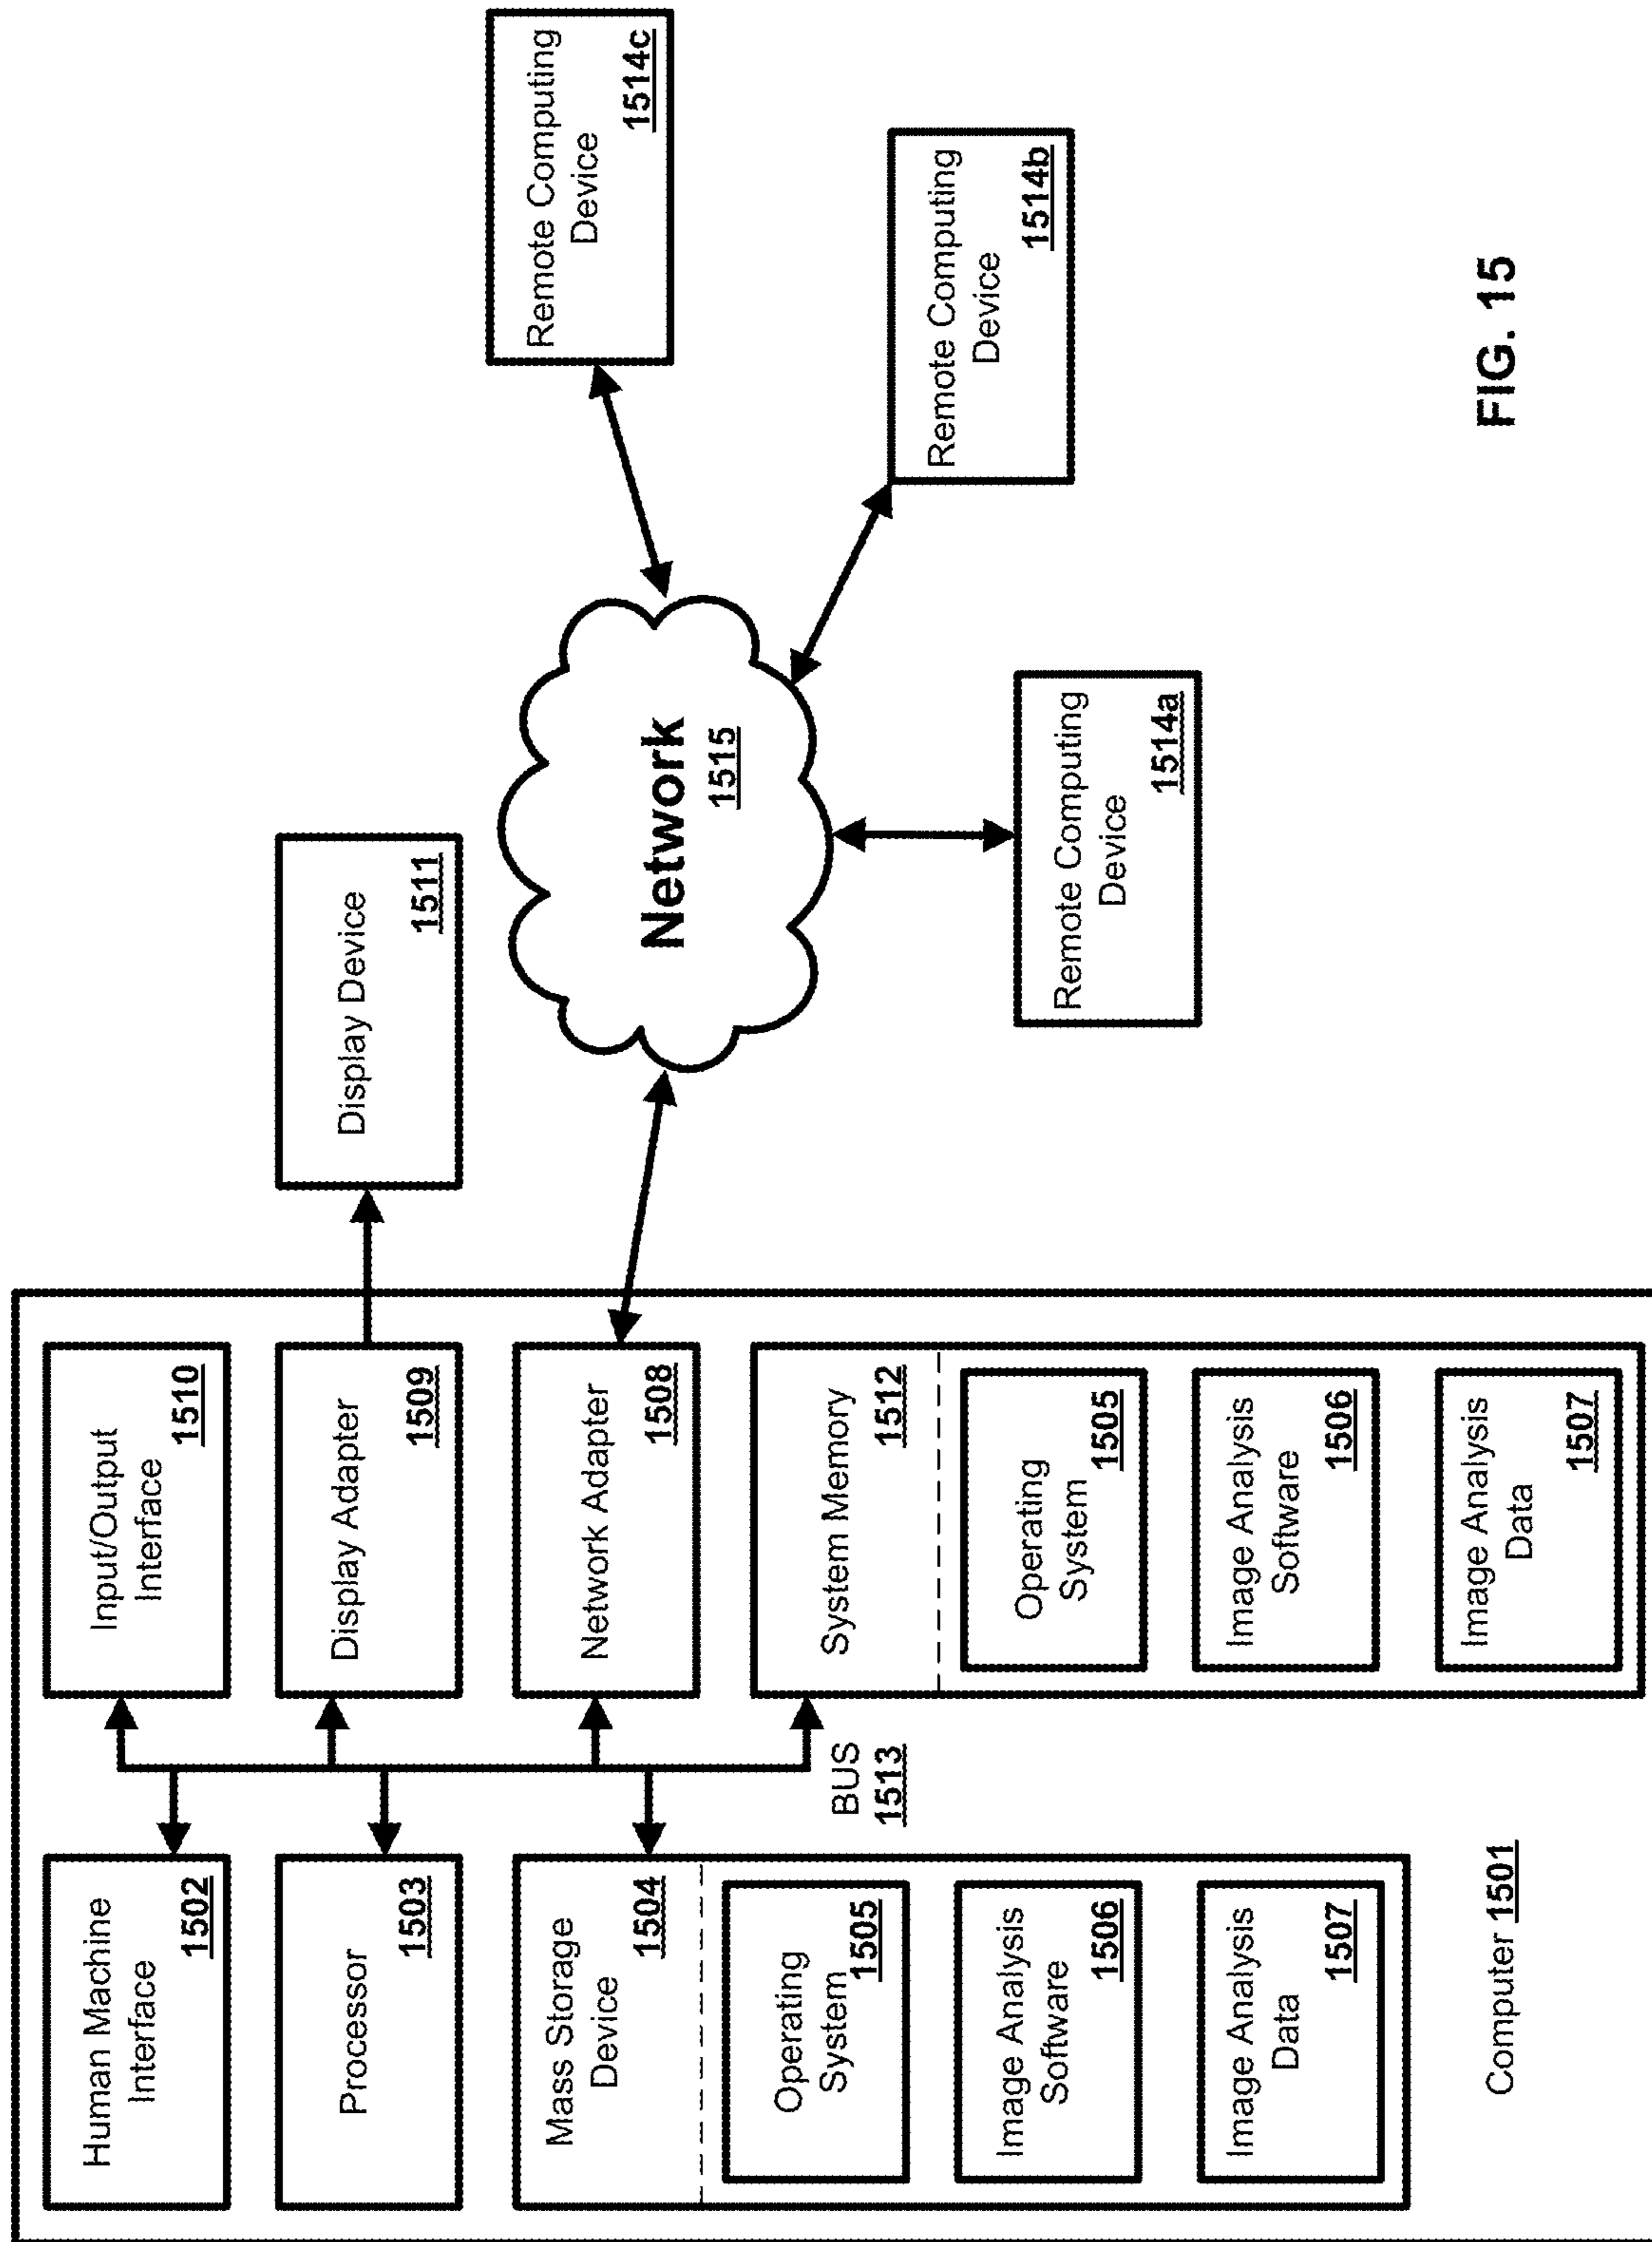 Human Machine
Interface
1502
Processor
1503
Mass Storage
Device
1504
Operating
System
1505
Image Analysis
Software
1506
Image Analysis
Data
1507
Computer 1501
BUS
1513
Input/Output
Interface
1510
Display Adapter
1509
Network Adapter
1508
System Memory
1512
Operating
System
1505
Image Analysis
Software
1506
Image Analysis
Data
1507
Display Device
1511
Network
1515
Remote Computing
Device
1514a
Remote Computing
Device
1514b
Remote Computing
Device
1514c
FIG. 15